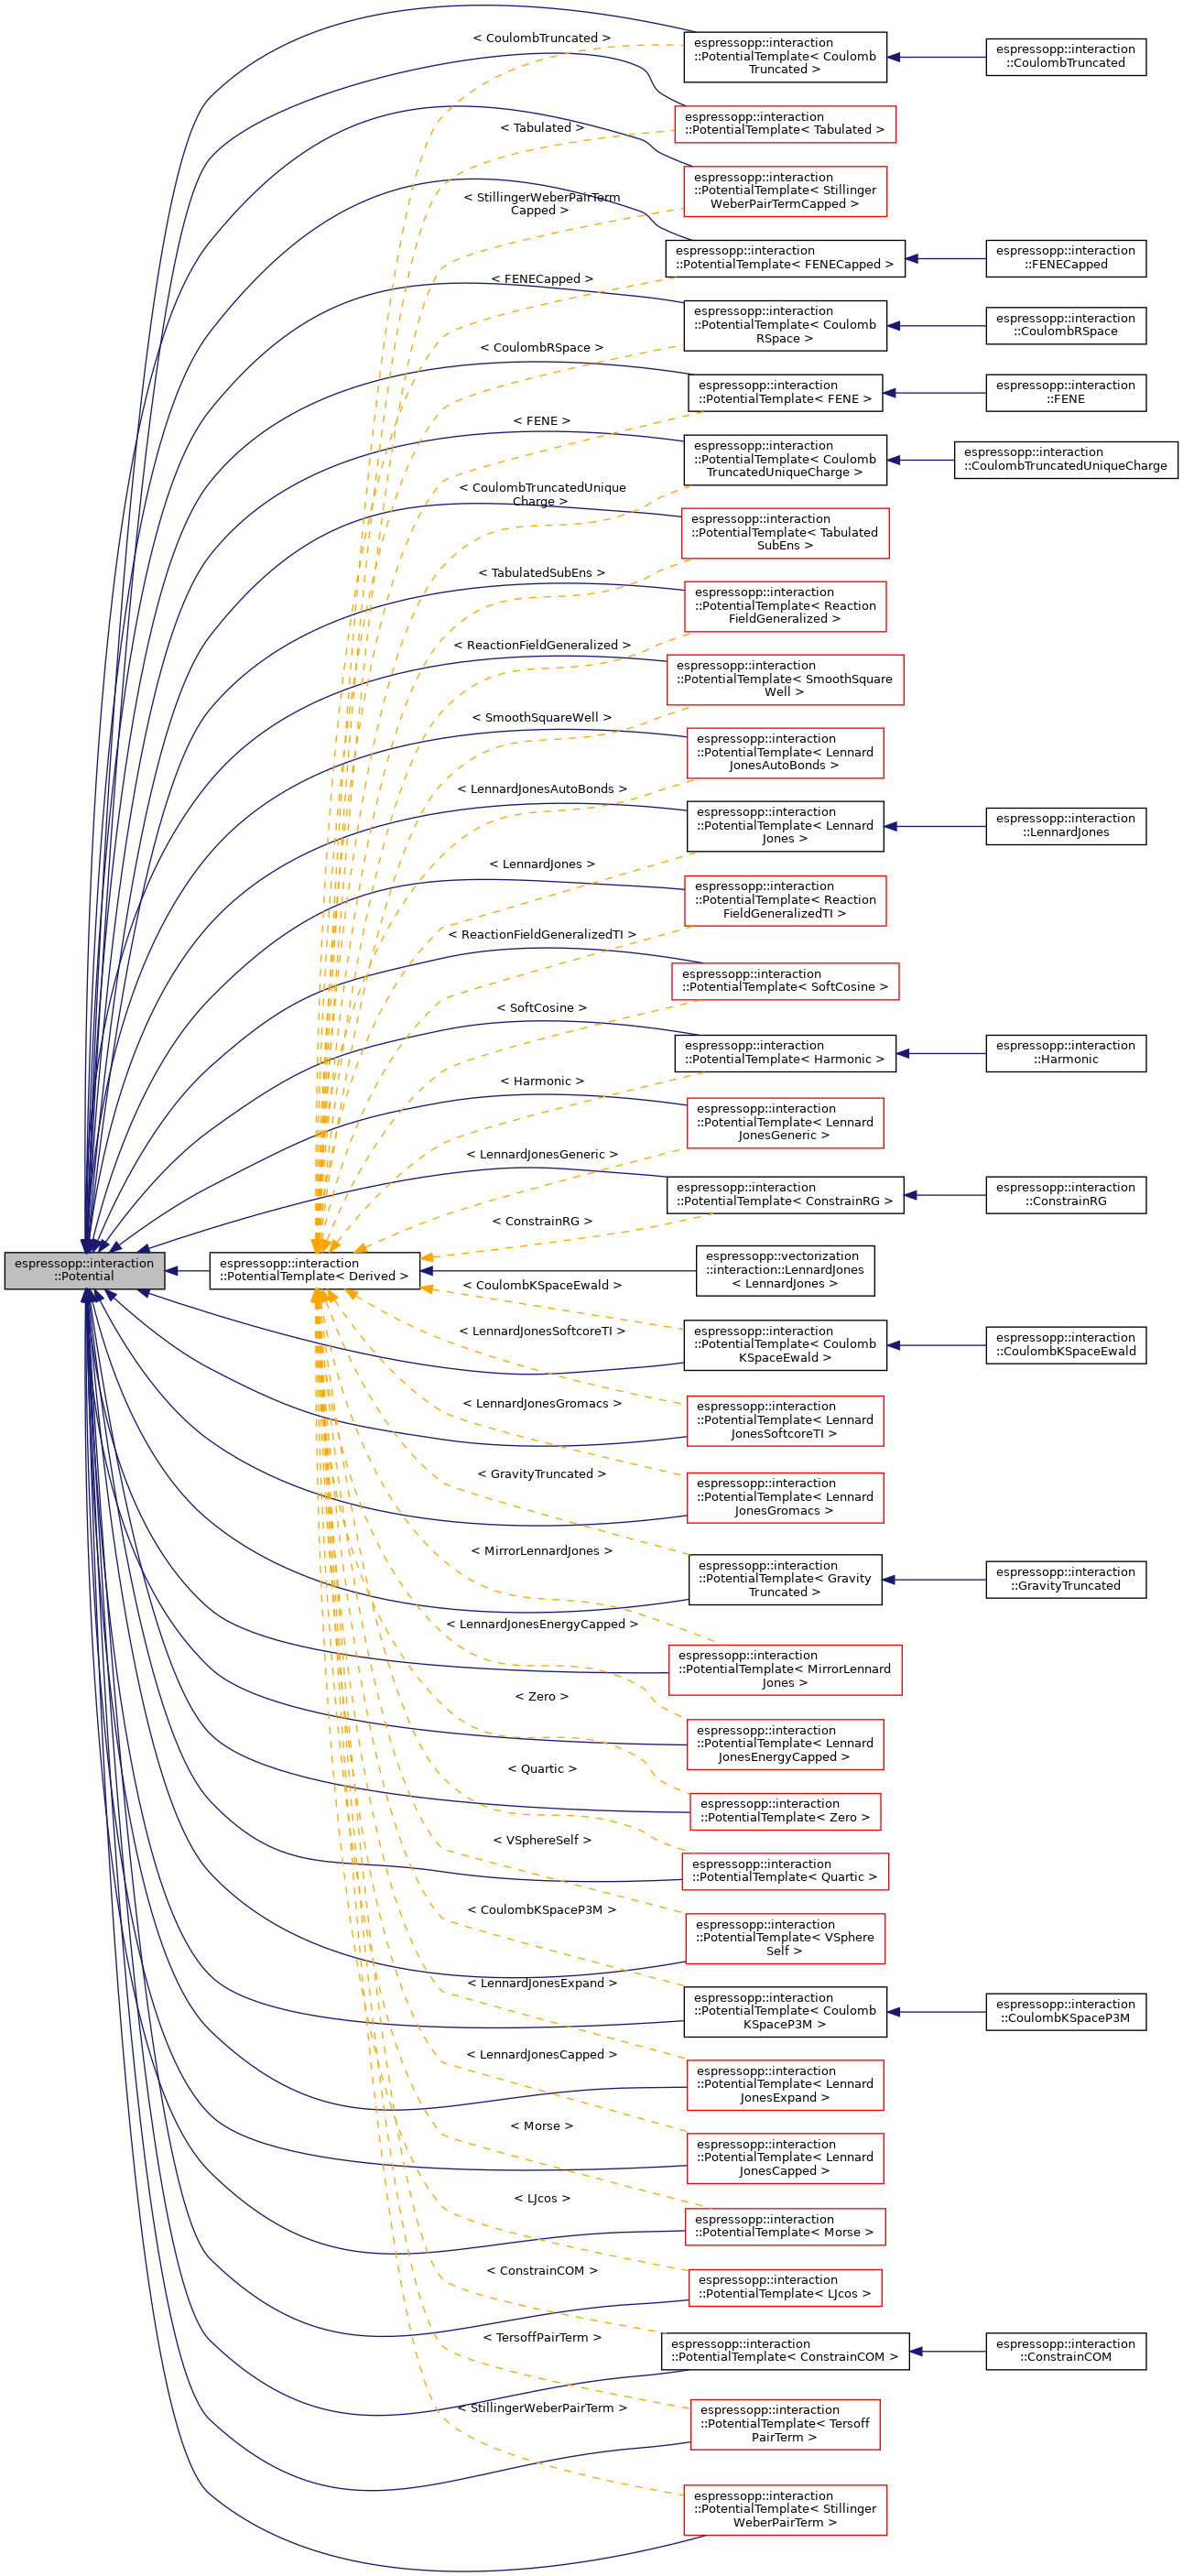 < CoulombTruncated >
espressopp::interaction
::PotentialTemplate< Coulomb
Truncated >
espressopp::interaction
::CoulombTruncated
< Tabulated >
espressopp::interaction
::PotentialTemplate< Tabulated >
< StillingerWeberPairTerm
Capped >
espressopp::interaction
::PotentialTemplate< Stillinger
WeberPairTermCapped >
< FENECapped >
espressopp::interaction
::PotentialTemplate< FENECapped >
espressopp::interaction
::FENECapped
< CoulombRSpace >
espressopp::interaction
::PotentialTemplate< Coulomb
RSpace >
espressopp::interaction
::CoulombRSpace
< FENE >
espressopp::interaction
::PotentialTemplate< FENE >
espressopp::interaction
::FENE
< CoulombTruncatedUnique
Charge >
espressopp::interaction
::PotentialTemplate< Coulomb
TruncatedUniqueCharge >
espressopp::interaction
::CoulombTruncatedUniqueCharge
< TabulatedSubEns >
espressopp::interaction
::PotentialTemplate< Tabulated
SubEns >
< ReactionFieldGeneralized >
espressopp::interaction
::PotentialTemplate< Reaction
FieldGeneralized >
< SmoothSquareWell >
espressopp::interaction
::PotentialTemplate< SmoothSquare
Well >
< LennardJonesAutoBonds >
espressopp::interaction
::PotentialTemplate< Lennard
JonesAutoBonds >
< LennardJones >
espressopp::interaction
::PotentialTemplate< Lennard
Jones >
espressopp::interaction
::LennardJones
< ReactionFieldGeneralizedTI >
espressopp::interaction
::PotentialTemplate< Reaction
FieldGeneralizedTI >
< SoftCosine >
espressopp::interaction
::PotentialTemplate< SoftCosine >
< Harmonic >
espressopp::interaction
::PotentialTemplate< Harmonic >
espressopp::interaction
::Harmonic
< LennardJonesGeneric >
espressopp::interaction
::PotentialTemplate< Lennard
JonesGeneric >
< ConstrainRG >
espressopp::interaction
::PotentialTemplate< ConstrainRG >
espressopp::interaction
::ConstrainRG
espressopp::interaction
::Potential
espressopp::interaction
::PotentialTemplate< Derived >
espressopp::vectorization
::interaction::LennardJones
< LennardJones >
< CoulombKSpaceEwald >
espressopp::interaction
::PotentialTemplate< Coulomb
KSpaceEwald >
espressopp::interaction
::CoulombKSpaceEwald
< LennardJonesSoftcoreTI >
espressopp::interaction
::PotentialTemplate< Lennard
JonesSoftcoreTI >
< LennardJonesGromacs >
espressopp::interaction
::PotentialTemplate< Lennard
JonesGromacs >
< GravityTruncated >
espressopp::interaction
::PotentialTemplate< Gravity
Truncated >
espressopp::interaction
::GravityTruncated
< MirrorLennardJones >
espressopp::interaction
::PotentialTemplate< MirrorLennard
Jones >
< LennardJonesEnergyCapped >
espressopp::interaction
::PotentialTemplate< Lennard
JonesEnergyCapped >
< Zero >
espressopp::interaction
::PotentialTemplate< Zero >
< Quartic >
espressopp::interaction
::PotentialTemplate< Quartic >
< VSphereSelf >
espressopp::interaction
::PotentialTemplate< VSphere
Self >
< CoulombKSpaceP3M >
espressopp::interaction
::PotentialTemplate< Coulomb
KSpaceP3M >
espressopp::interaction
::CoulombKSpaceP3M
< LennardJonesExpand >
espressopp::interaction
::PotentialTemplate< Lennard
JonesExpand >
< LennardJonesCapped >
espressopp::interaction
::PotentialTemplate< Lennard
JonesCapped >
< Morse >
espressopp::interaction
::PotentialTemplate< Morse >
< LJcos >
espressopp::interaction
::PotentialTemplate< LJcos >
< ConstrainCOM >
espressopp::interaction
::PotentialTemplate< ConstrainCOM >
espressopp::interaction
::ConstrainCOM
< TersoffPairTerm >
espressopp::interaction
::PotentialTemplate< Tersoff
PairTerm >
< StillingerWeberPairTerm >
espressopp::interaction
::PotentialTemplate< Stillinger
WeberPairTerm >